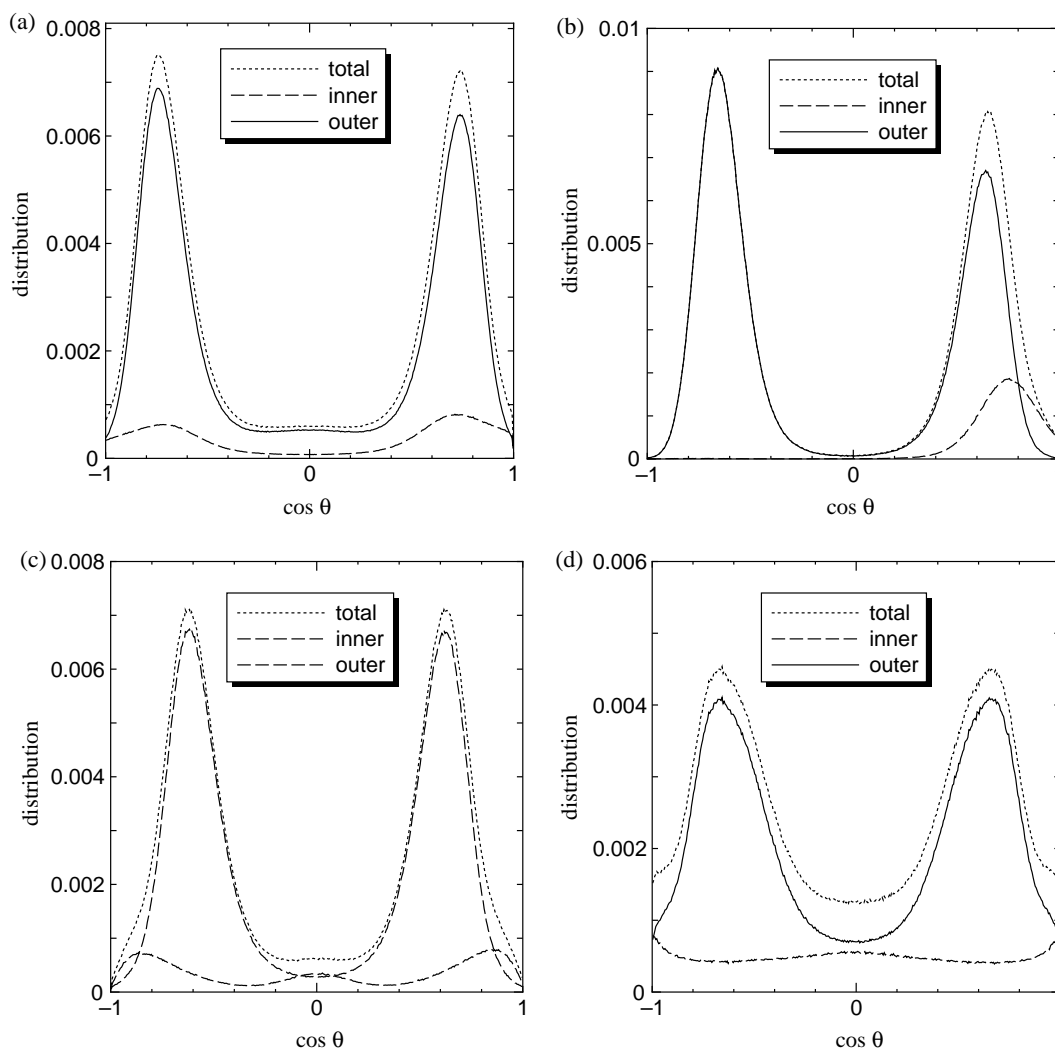 (a)
0.008
0.006
0.004
0.002
0
distribution
total
inner
outer
−1
0
1
cos θ
(b)
0.01
0.005
0
distribution
total
inner
outer
−1
0
cos θ
(c)
0.008
0.006
0.004
0.002
0
distribution
total
inner
outer
−1
0
1
cos θ
(d)
0.006
0.004
0.002
0
distribution
total
inner
outer
−1
0
cos θ